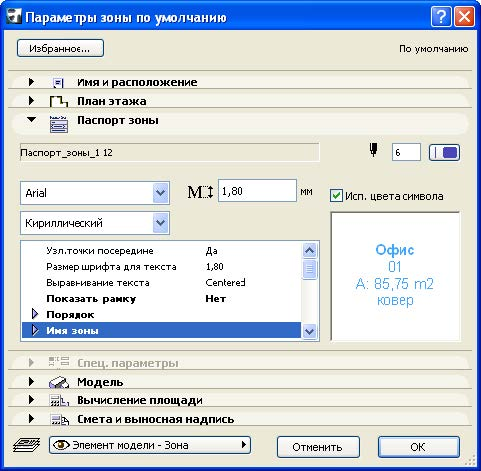 Параметры зоны по умолчанию
Избранное...
По умолчанию
Имя и расположение
План этажа
Паспорт зоны
Паспорт_зоны_1 12
6
Arial
M
1,80
мм
Исп. цвета символа
Кириллический
Узл.точки посередине Да
Размер шрифта для текста 1,80
Выравнивание текста Centered
Показать рамку Нет
Порядок
Имя зоны
Офис
01
A: 85,75 m2
ковер
Спец. параметры
Модель
Вычисление площади
Смета и выносная надпись
Элемент модели - Зона
Отменить
OK